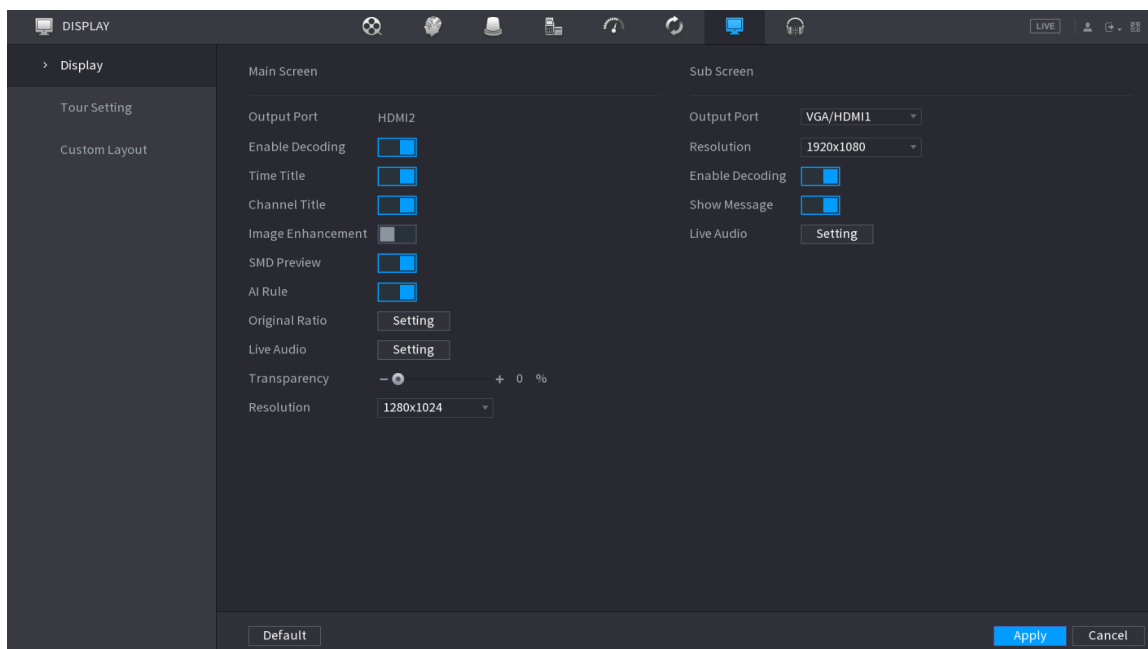 DISPLAY
LIVE
Display
Tour Setting
Custom Layout
Main Screen
Output Port HDMI2
Enable Decoding
Time Title
Channel Title
Image Enhancement
SMD Preview
AI Rule
Original Ratio Setting
Live Audio Setting
Transparency 0 %
Resolution 1280x1024
Sub Screen
Output Port VGA/HDMI1
Resolution 1920x1080
Enable Decoding
Show Message
Live Audio Setting
Default Apply Cancel